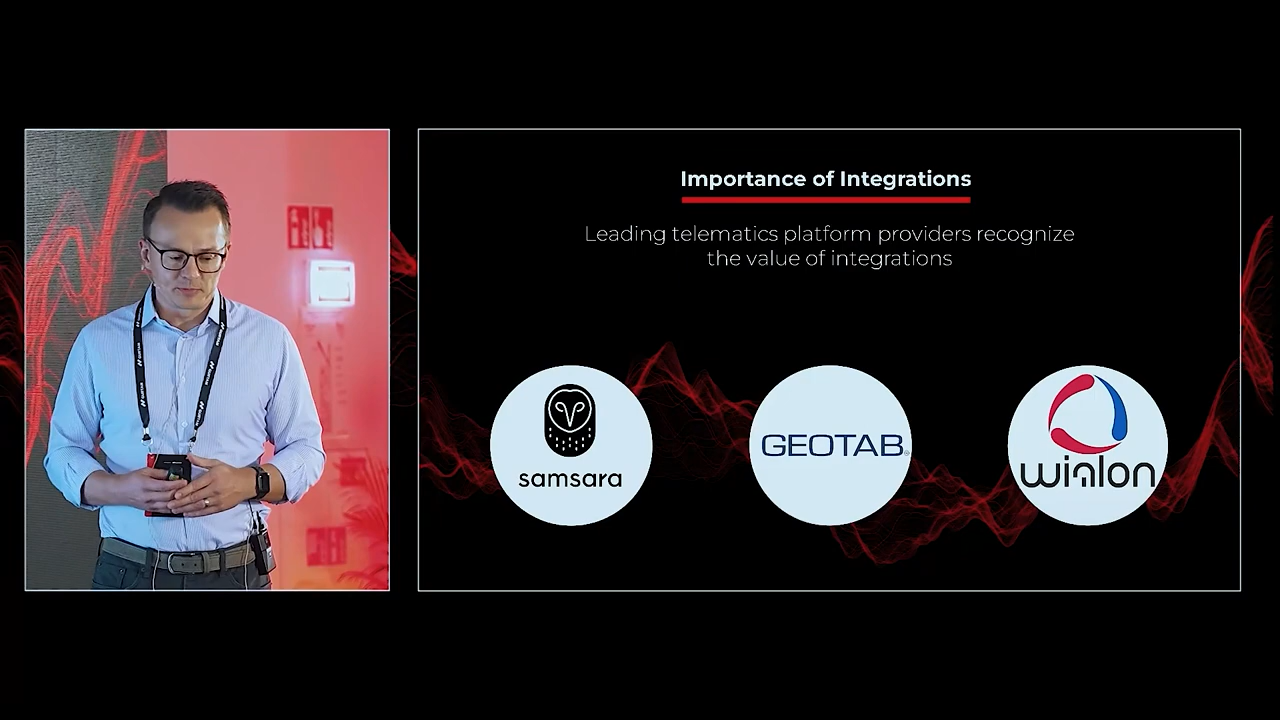 Importance of Integrations
Leading telematics platform providers recognize
the value of integrations
samsara
GEOTAB®
wialon